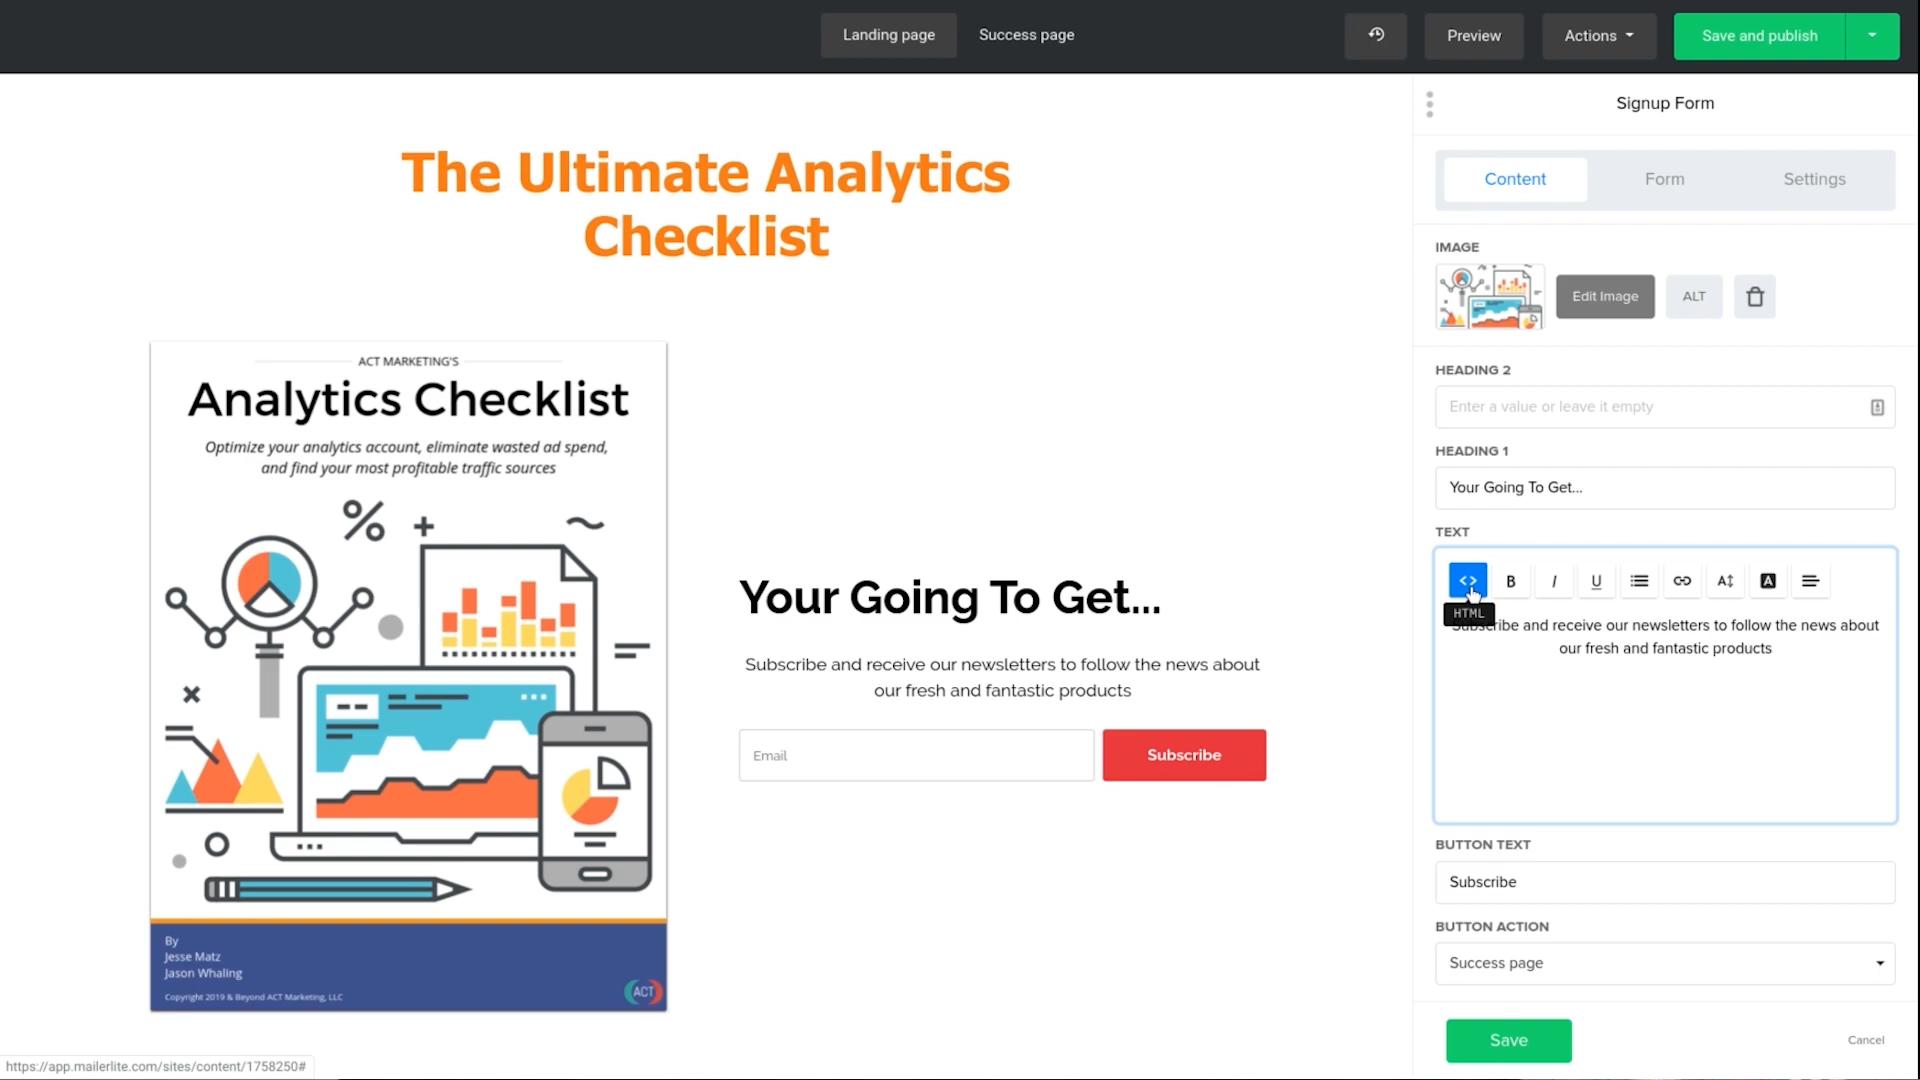 Landing page
Success page
Preview
Actions
Save and publish
The Ultimate Analytics
Checklist
ACT MARKETING'S
Analytics Checklist
Optimize your analytics account, eliminate wasted ad spend,
and find your most profitable traffic sources
%
By
Jesse Matz
Jason Whaling
Copyright 2019 & Beyond ACT Marketing, LLC
ACT
Your Going To Get...
Subscribe and receive our newsletters to follow the news about
our fresh and fantastic products
Email
Subscribe
Signup Form
Content
Form
Settings
IMAGE
Edit Image
ALT
HEADING 2
Enter a value or leave it empty
HEADING 1
Your Going To Get...
TEXT
<> B I U A A
HTML
Subscribe and receive our newsletters to follow the news about
our fresh and fantastic products
BUTTON TEXT
Subscribe
BUTTON ACTION
Success page
Save
Cancel
https://app.mailerlite.com/sites/content/1758250#